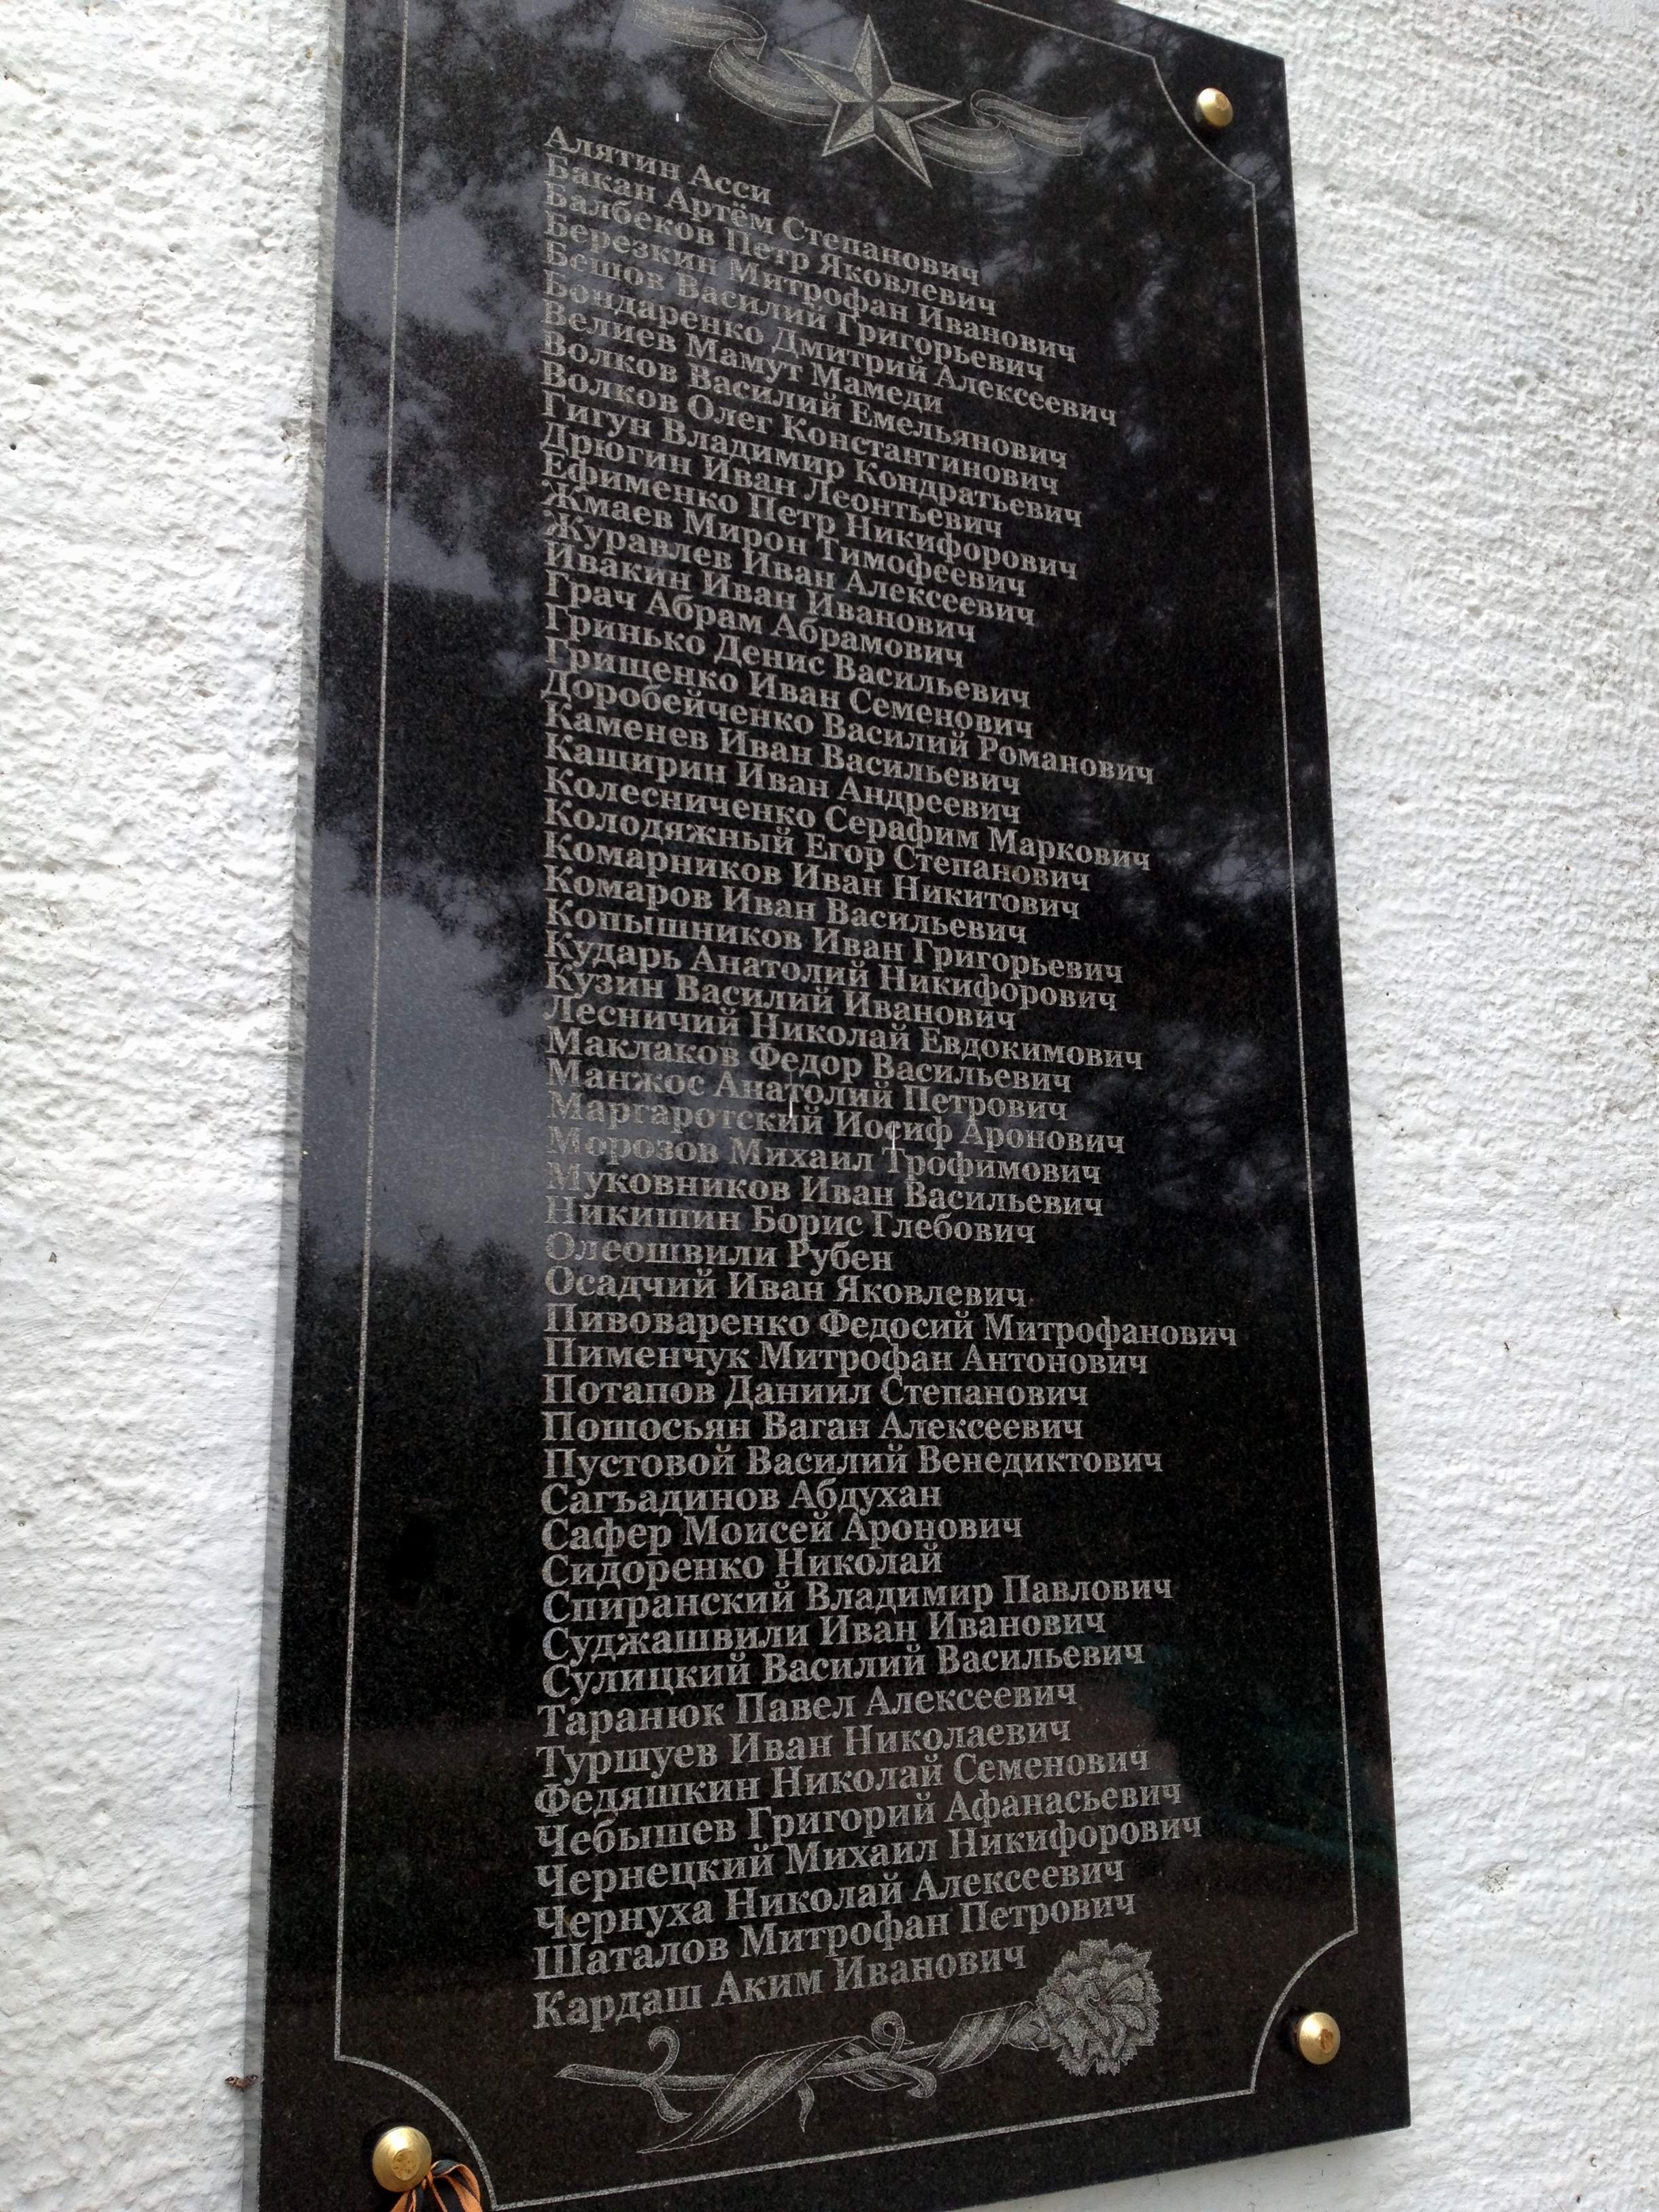 Алятин Асси
Бакан Артём Степанович
Балбеков Петр Яковлевич
Березкин Митрофан Иванович
Бешов Василий Григорьевич
Бондаренко Дмитрий Алексеевич
Велиев Мамут Мамеди
Волков Василий Емельянович
Волков Олег Константинович
Гигун Владимир Кондратьевич
Дрюгин Иван Леонтьевич
Ефименко Петр Никифорович
Жмаев Мирон Тимофеевич
Журавлев Иван Алексеевич
Ивакин Иван Иванович
Грач Абрам Абрамович
Гринько Денис Васильевич
Грищенко Иван Семенович
Доробейченко Василий Романович
Каменев Иван Васильевич
Каширин Иван Андреевич
Колесниченко Серафим Маркович
Колодяжный Егор Степанович
Комарников Иван Никитович
Комаров Иван Васильевич
Копышников Иван Григорьевич
Кударь Анатолий Никифорович
Кузин Василий Иванович
Лесничий Николай Евдокимович
Маклаков Федор Васильевич
Манжос Анатолий Петрович
Маргаротский Иосиф Аронович
Морозов Михаил Трофимович
Муковников Иван Васильевич
Никишин Борис Глебович
Олеошвили Рубен
Осадчий Иван Яковлевич
Пивоваренко Федосий Митрофанович
Пименчук Митрофан Антонович
Потапов Даниил Степанович
Пошосьян Ваган Алексеевич
Пустовой Василий Венедиктович
Сагъадинов Абдухан
Сафер Моисей Аронович
Сидоренко Николай
Спиранский Владимир Павлович
Суджашвили Иван Иванович
Сулицкий Василий Васильевич
Таранюк Павел Алексеевич
Туршуев Иван Николаевич
Федяшкин Николай Семенович
Чебышев Григорий Афанасьевич
Чернецкий Михаил Никифорович
Чернуха Николай Алексеевич
Шаталов Митрофан Петрович
Кардаш Аким Иванович